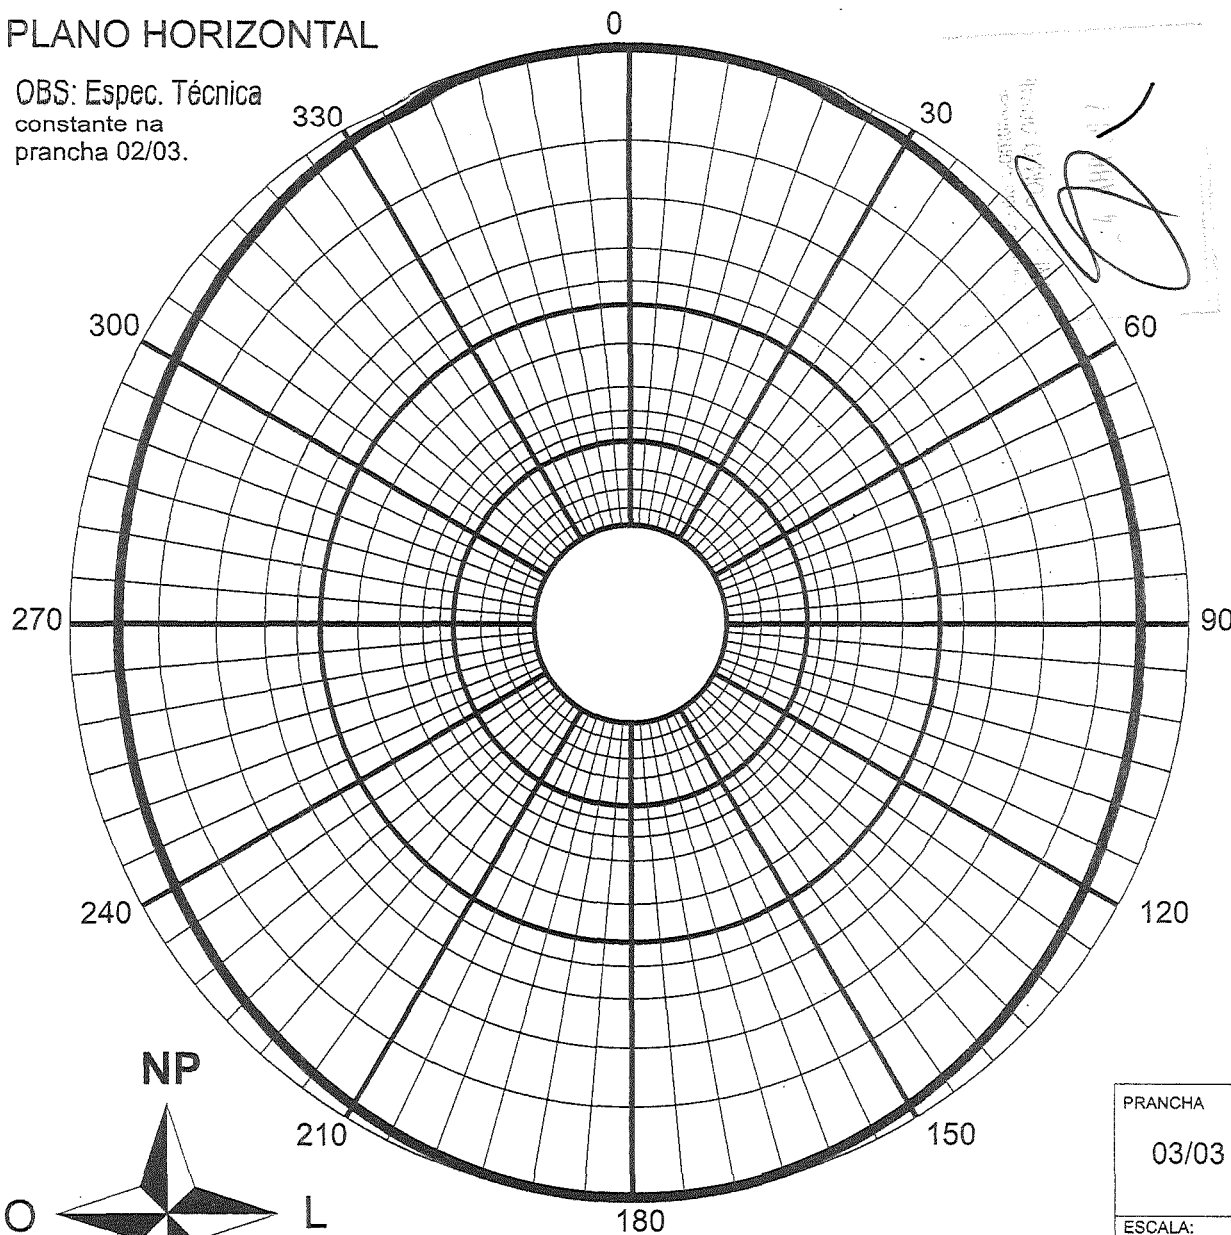 PLANO HORIZONTAL
OBS: Espec. Técnica
constante na
prancha 02/03.
0
30
60
90
120
150
180
210
240
270
300
330
NP
O
L
PRANCHA
03/03
ESCALA: